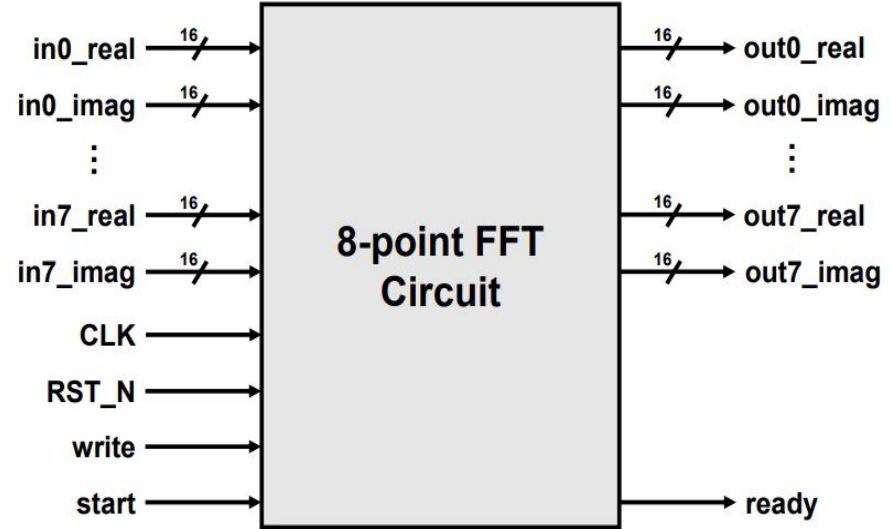 in0_real 16 16 out0_real
in0_imag 16 16 out0_imag
⋮ ⋮
in7_real 16 16 out7_real
8-point FFT
Circuit
in7_imag 16 16 out7_imag
CLK
RST_N
write
start ready